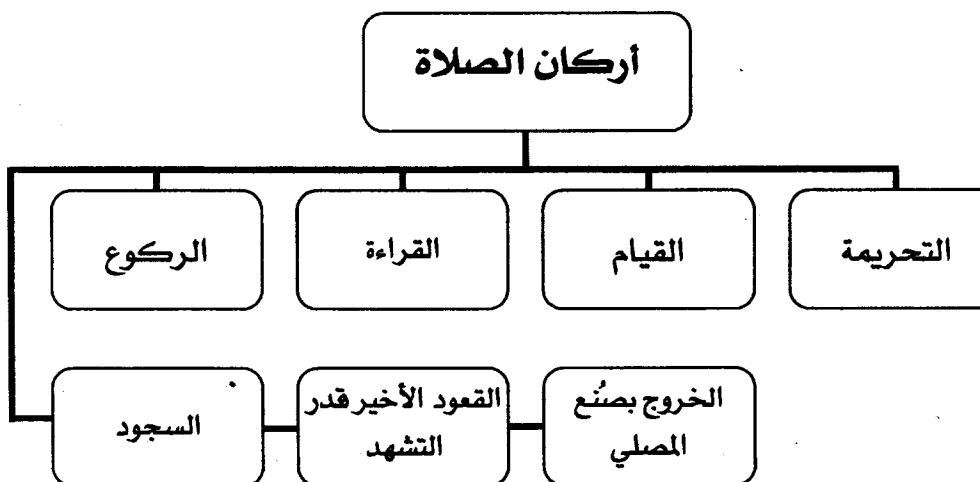 أركان الصلاة
التحريمة
القيام
القراءة
الركوع
السجود
القعود الأخير قدر
التشهد
الخروج بصُنع
المصلي